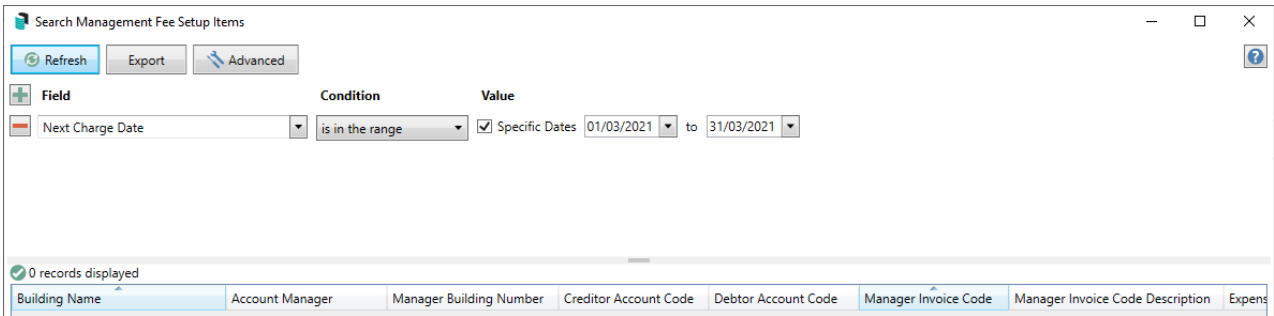 Search Management Fee Setup Items
Refresh Export Advanced
Field Condition Value
Next Charge Date is in the range Specific Dates 01/03/2021 to 31/03/2021
0 records displayed
Building Name Account Manager Manager Building Number Creditor Account Code Debtor Account Code Manager Invoice Code Manager Invoice Code Description Expens